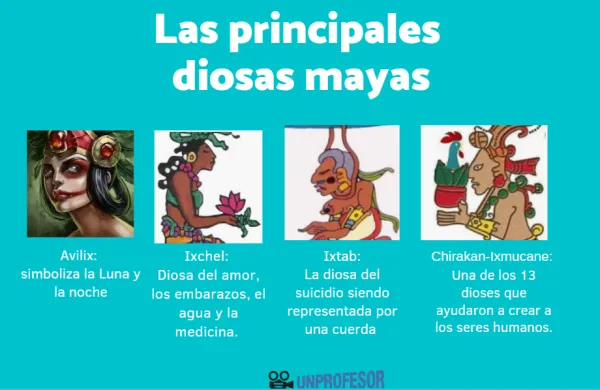 Las principales
diosas mayas
Avilix:
simboliza la Luna y
la noche
Ixchel:
Diosa del amor,
los embarazos, el
agua y la
medicina.
Ixtab:
La diosa del
suicidio siendo
representada por
una cuerda
Chirakan-Ixmucane:
Una de los 13
dioses que
ayudaron a crear a
los seres humanos.
UNPROFESOR